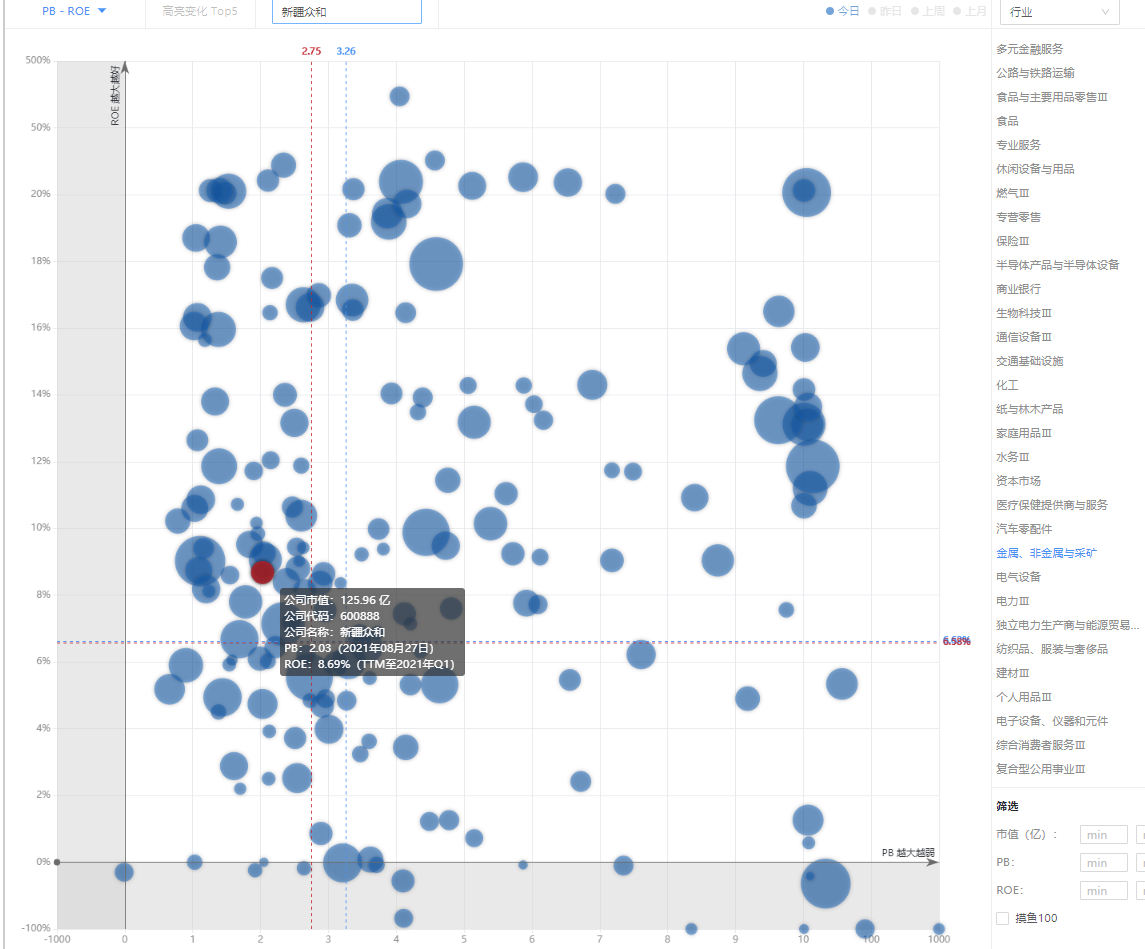 PB - ROE
高亮变化 Top5
新疆众和
今日
昨日
上周
上月
行业
2.75
3.26
500%
50%
20%
18%
16%
14%
12%
10%
8%
6%
4%
2%
0%
-100%
ROE 越大越好
公司市值: 125.96 亿
公司代码: 600888
公司名称: 新疆众和
PB: 2.03 (2021年08月27日)
ROE: 8.69% (TTM至2021年Q1)
6.58%
PB 越大越弱
-1000
0
1
2
3
4
5
6
7
8
9
10
100
1000
多元金融服务
公路与铁路运输
食品与主要用品零售Ⅲ
食品
专业服务
休闲设备与用品
燃气Ⅲ
专营零售
保险Ⅲ
半导体产品与半导体设备
商业银行
生物科技Ⅲ
通信设备Ⅲ
交通基础设施
化工
纸与林木产品
家庭用品Ⅲ
水务Ⅲ
资本市场
医疗保健提供商与服务
汽车零配件
金属、非金属与采矿
电气设备
电力Ⅲ
独立电力生产商与能源贸易...
纺织品、服装与奢侈品
建材Ⅲ
个人用品Ⅲ
电子设备、仪器和元件
综合消费者服务Ⅲ
复合型公用事业Ⅲ
筛选
市值（亿）: min
PB: min
ROE: min
摸鱼100